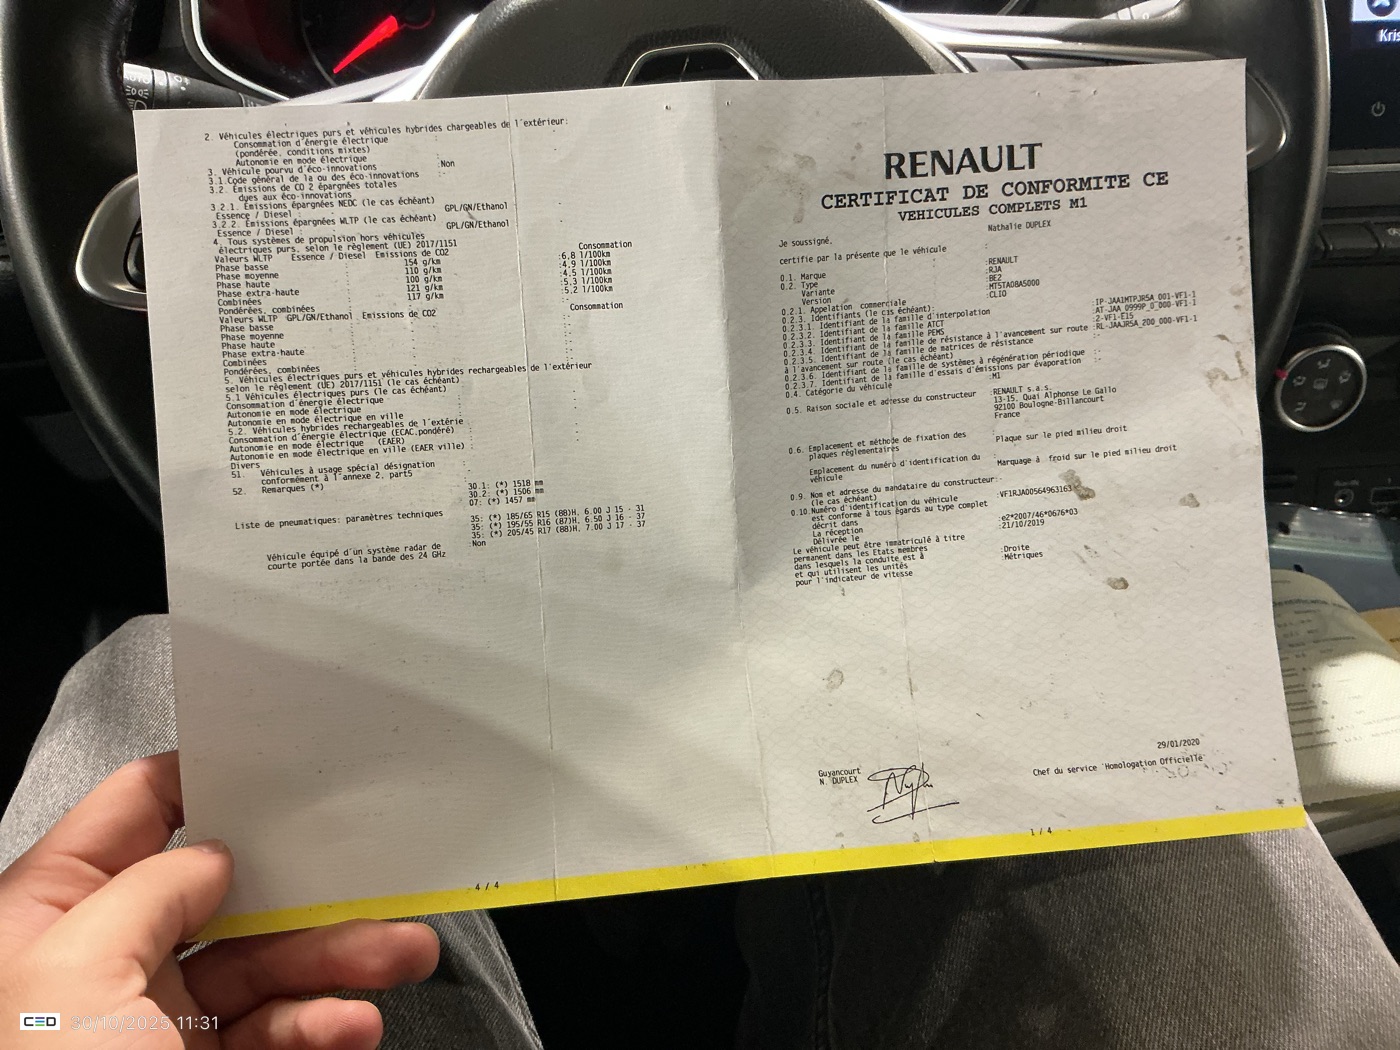 2. Véhicules électriques purs et véhicules hybrides chargeables de l'extérieur:
Consommation d'énergie électrique
(pondérée, conditions mixtes)
Autonomie en mode électrique
3. Véhicule pourvu d'éco-innovations :Non
3.1.Code général de la ou des éco-innovations :-
3.2. Emissions de CO 2 épargnées totales
dues aux éco-innovations
3.2.1. Emissions épargnées NEDC (le cas échéant)
Essence / Diesel : GPL/GN/Ethanol
3.2.2. Emissions épargnées WLTP (le cas échéant)
Essence / Diesel : GPL/GN/Ethanol
4. Tous systèmes de propulsion hors véhicules
électriques purs, selon le règlement (UE) 2017/1151
Valeurs WLTP Essence / Diesel Emissions de CO2 Consommation
Phase basse : 154 g/km :6,8 l/100km
Phase moyenne : 110 g/km :4,9 l/100km
Phase haute : 100 g/km :4,5 l/100km
Phase extra-haute : 121 g/km :5,3 l/100km
Combinées : 117 g/km :5,2 l/100km
Pondérées, combinées
Valeurs WLTP GPL/GN/Ethanol Emissions de CO2 Consommation
Phase basse
Phase moyenne
Phase haute
Phase extra-haute
Combinées
Pondérées, combinées
5. Véhicules électriques purs et véhicules hybrides rechargeables de l'extérieur
selon le règlement (UE) 2017/1151 (le cas échéant)
5.1 Véhicules électriques purs (le cas échéant)
Consommation d'énergie électrique
Autonomie en mode électrique
Autonomie en mode électrique en ville
5.2. Véhicules hybrides rechargeables de l'extérie
Consommation d'énergie électrique (ECAC,pondéré)
Autonomie en mode électrique (EAER)
Autonomie en mode électrique en ville (EAER ville) :
Divers
51. Véhicules à usage spécial désignation
conformément à l'annexe 2, part5
52. Remarques (*)
30.1: (*) 1518 mm
30.2: (*) 1506 mm
07: (*) 1457 mm
Liste de pneumatiques: paramètres techniques
35: (*) 185/65 R15 (88)H, 6.00 J 15 - 31
35: (*) 195/55 R16 (87)H, 6.50 J 16 - 37
35: (*) 205/45 R17 (88)H, 7.00 J 17 - 37
Véhicule équipé d'un système radar de :Non
courte portée dans la bande des 24 GHz
4 / 4
RENAULT
CERTIFICAT DE CONFORMITE CE
VEHICULES COMPLETS M1
Nathalie DUPLEX
Je soussigné,
certifie par la présente que le véhicule :
0.1. Marque :RENAULT
0.2. Type :RJA
Variante :BE2
Version :MT5TA08A5000
0.2.1. Appelation commerciale :CLIO
0.2.3. Identifiants (le cas échéant):
0.2.3.1. Identifiant de la famille d'interpolation :IP-JAA1MTPJR5A_001-VF1-1
0.2.3.2. Identifiant de la famille ATCT :AT-JAA_0999P_0_000-VF1-1
0.2.3.3. Identifiant de la famille PEMS :2-VF1-E15
0.2.3.4. Identifiant de la famille de résistance à l'avancement sur route :RL-JAAJR5A_200_000-VF1-1
0.2.3.5. Identifiant de la famille de matrices de résistance
à l'avancement sur route (le cas échéant)
0.2.3.6. Identifiant de la famille de systèmes à régénération périodique :-
0.2.3.7. Identifiant de la famille d'essais d'émissions par évaporation :-
0.4. Catégorie du véhicule :M1
0.5. Raison sociale et adresse du constructeur :RENAULT s.a.s.
13-15, Quai Alphonse Le Gallo
92100 Boulogne-Billancourt
France
0.6. Emplacement et méthode de fixation des
plaques réglementaires :Plaque sur le pied milieu droit
Emplacement du numéro d'identification du
véhicule :Marquage à froid sur le pied milieu droit
0.9. Nom et adresse du mandataire du constructeur:-
(le cas échéant)
0.10.Numéro d'identification du véhicule :VF1RJA00564963163
est conforme à tous égards au type complet
décrit dans
La réception :e2*2007/46*0676*03
Délivrée le :21/10/2019
Le véhicule peut être immatriculé à titre
permanent dans les Etats membres
dans lesquels la conduite est à :Droite
et qui utilisent les unités :Métriques
pour l'indicateur de vitesse
29/01/2020
Guyancourt
N. DUPLEX
Chef du service "Homologation Officielle"
1 / 4
AUTO
Kris
CED 30/10/2025 11:31